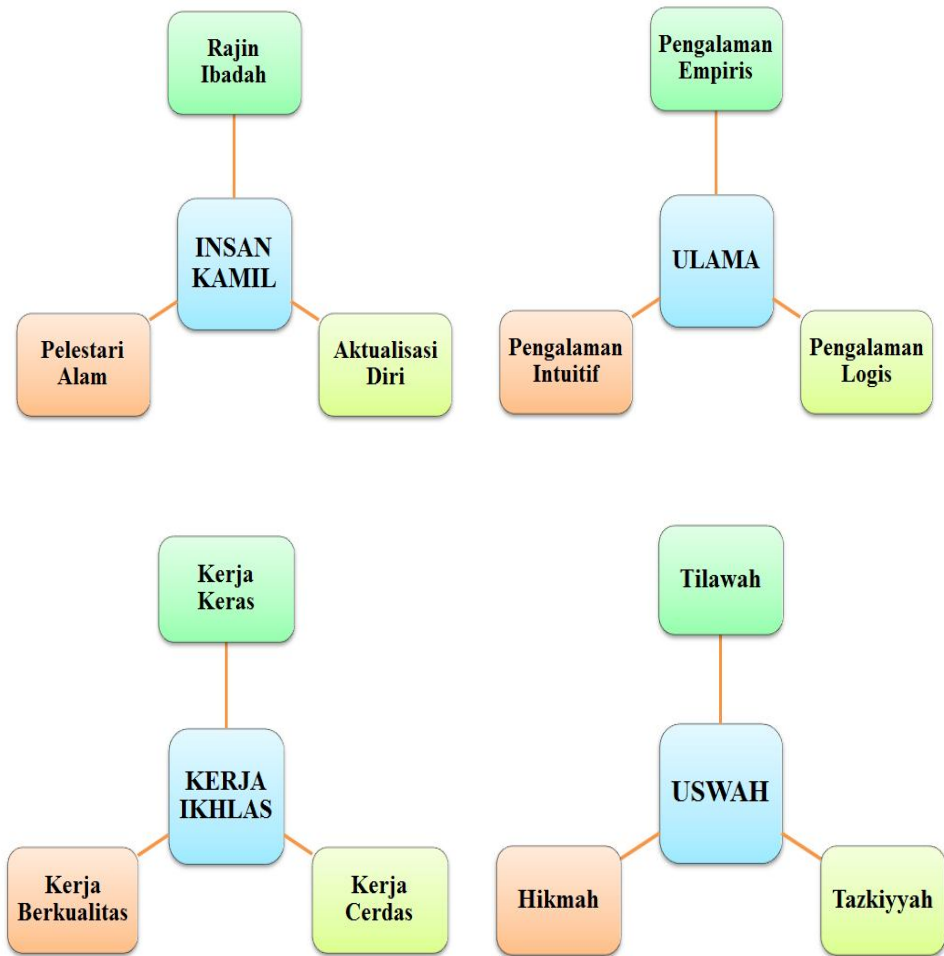 Rajin
Ibadah
INSAN
KAMIL
Pelestari
Alam
Aktualisasi
Diri
Pengalaman
Empiris
ULAMA
Pengalaman
Intuitif
Pengalaman
Logis
Kerja
Keras
KERJA
IKHLAS
Kerja
Berkualitas
Kerja
Cerdas
Tilawah
USWAH
Hikmah
Tazkiyyah